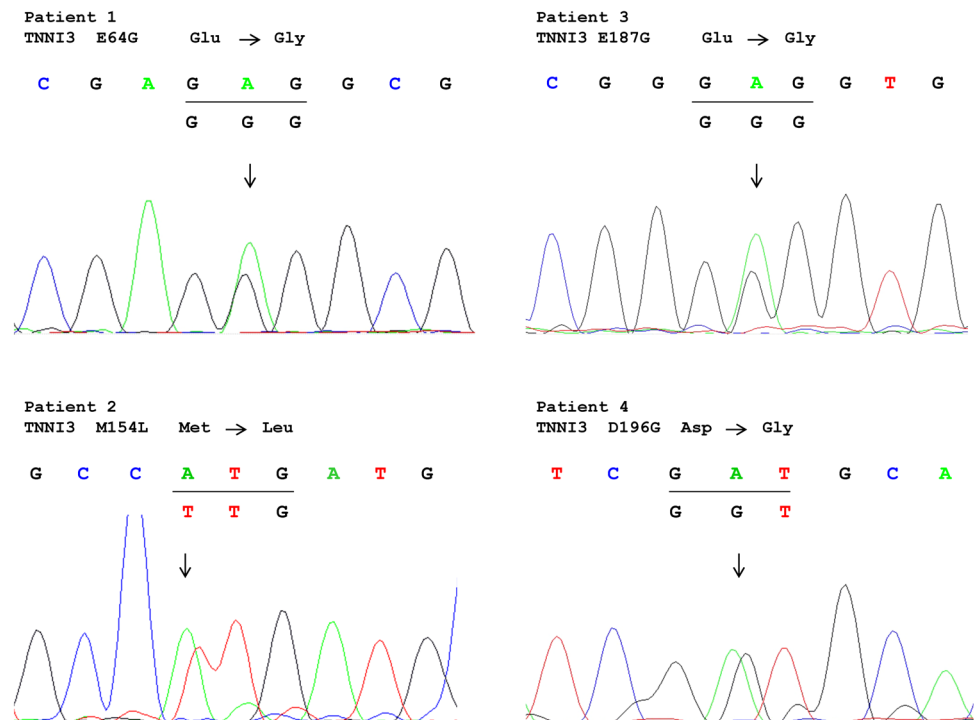 Patient 1
TNNI3 E64G Glu → Gly
C G A G A G G C G
G G G
Patient 3
TNNI3 E187G Glu → Gly
C G G G A G G T G
G G G
Patient 2
TNNI3 M154L Met → Leu
G C C A T G A T G
T T G
Patient 4
TNNI3 D196G Asp → Gly
T C G A T G C A
G G T